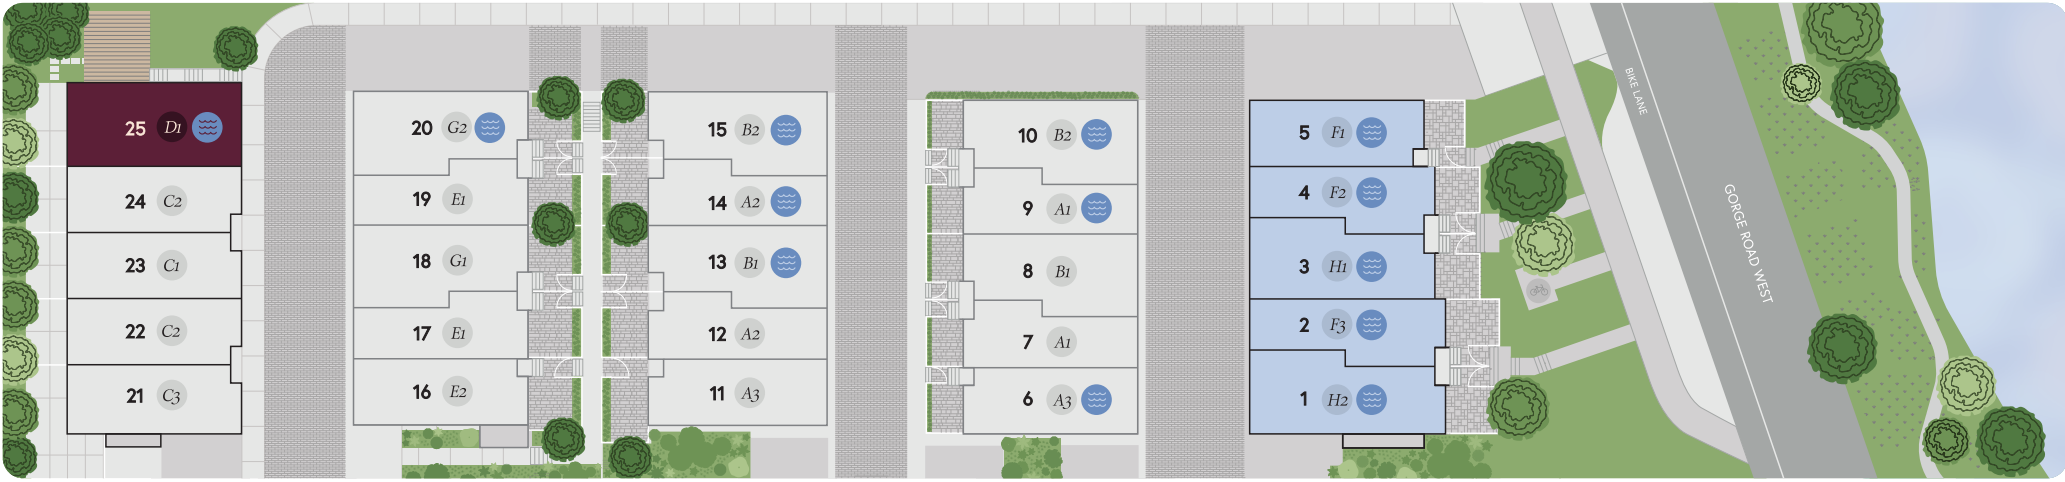 25 D1
24 C2
23 C1
22 C2
21 C3
20 G2
19 E1
18 G1
17 E1
16 E2
15 B2
14 A2
13 B1
12 A2
11 A3
10 B2
9 A1
8 B1
7 A1
6 A3
5 F1
4 F2
3 H1
2 F3
1 H2
BIKE LANE
GORGE ROAD WEST